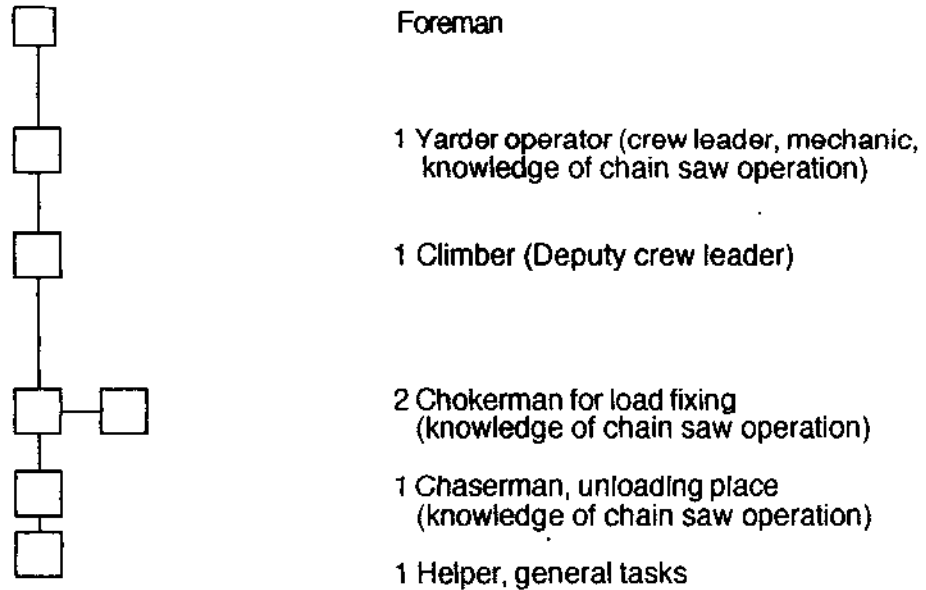 Foreman
1 Yarder operator (crew leader, mechanic,
knowledge of chain saw operation)
1 Climber (Deputy crew leader)
2 Chokerman for load fixing
(knowledge of chain saw operation)
1 Chaserman, unloading place
(knowledge of chain saw operation)
1 Helper, general tasks